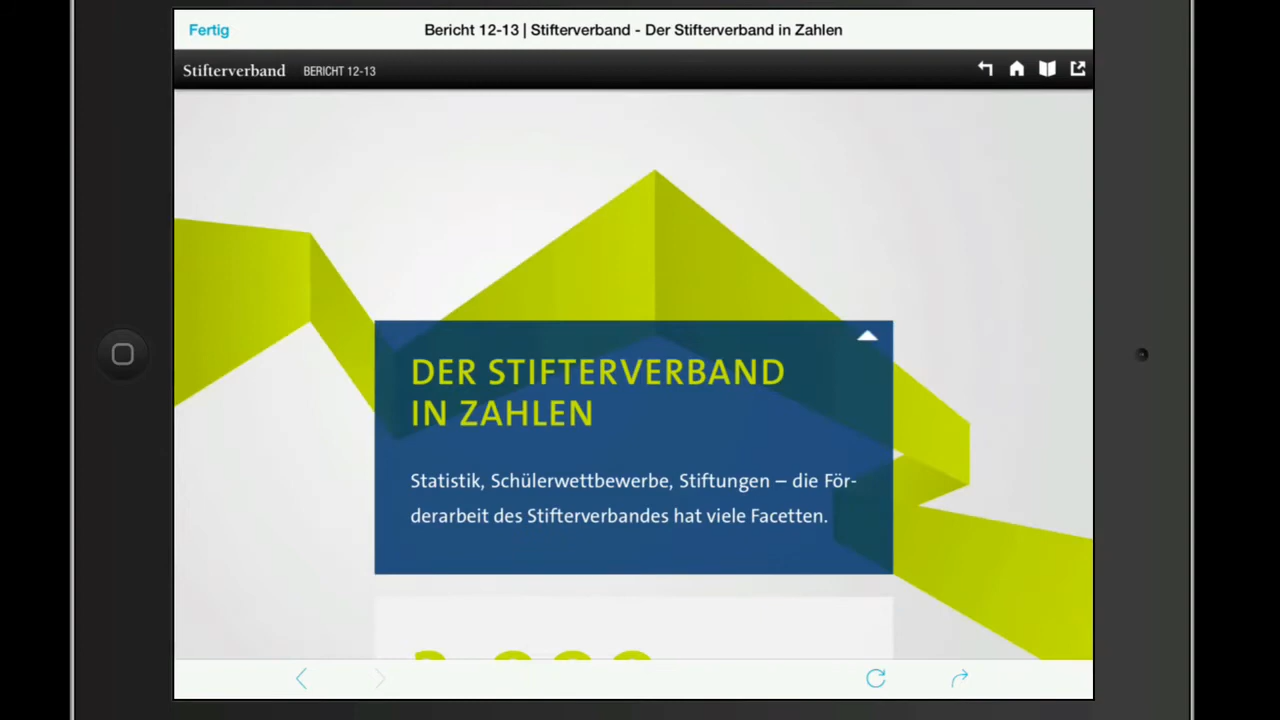 Fertig
Bericht 12-13 | Stifterverband - Der Stifterverband in Zahlen
Stifterverband BERICHT 12-13
DER STIFTERVERBAND
IN ZAHLEN
Statistik, Schülerwettbewerbe, Stiftungen – die För-
derarbeit des Stifterverbandes hat viele Facetten.